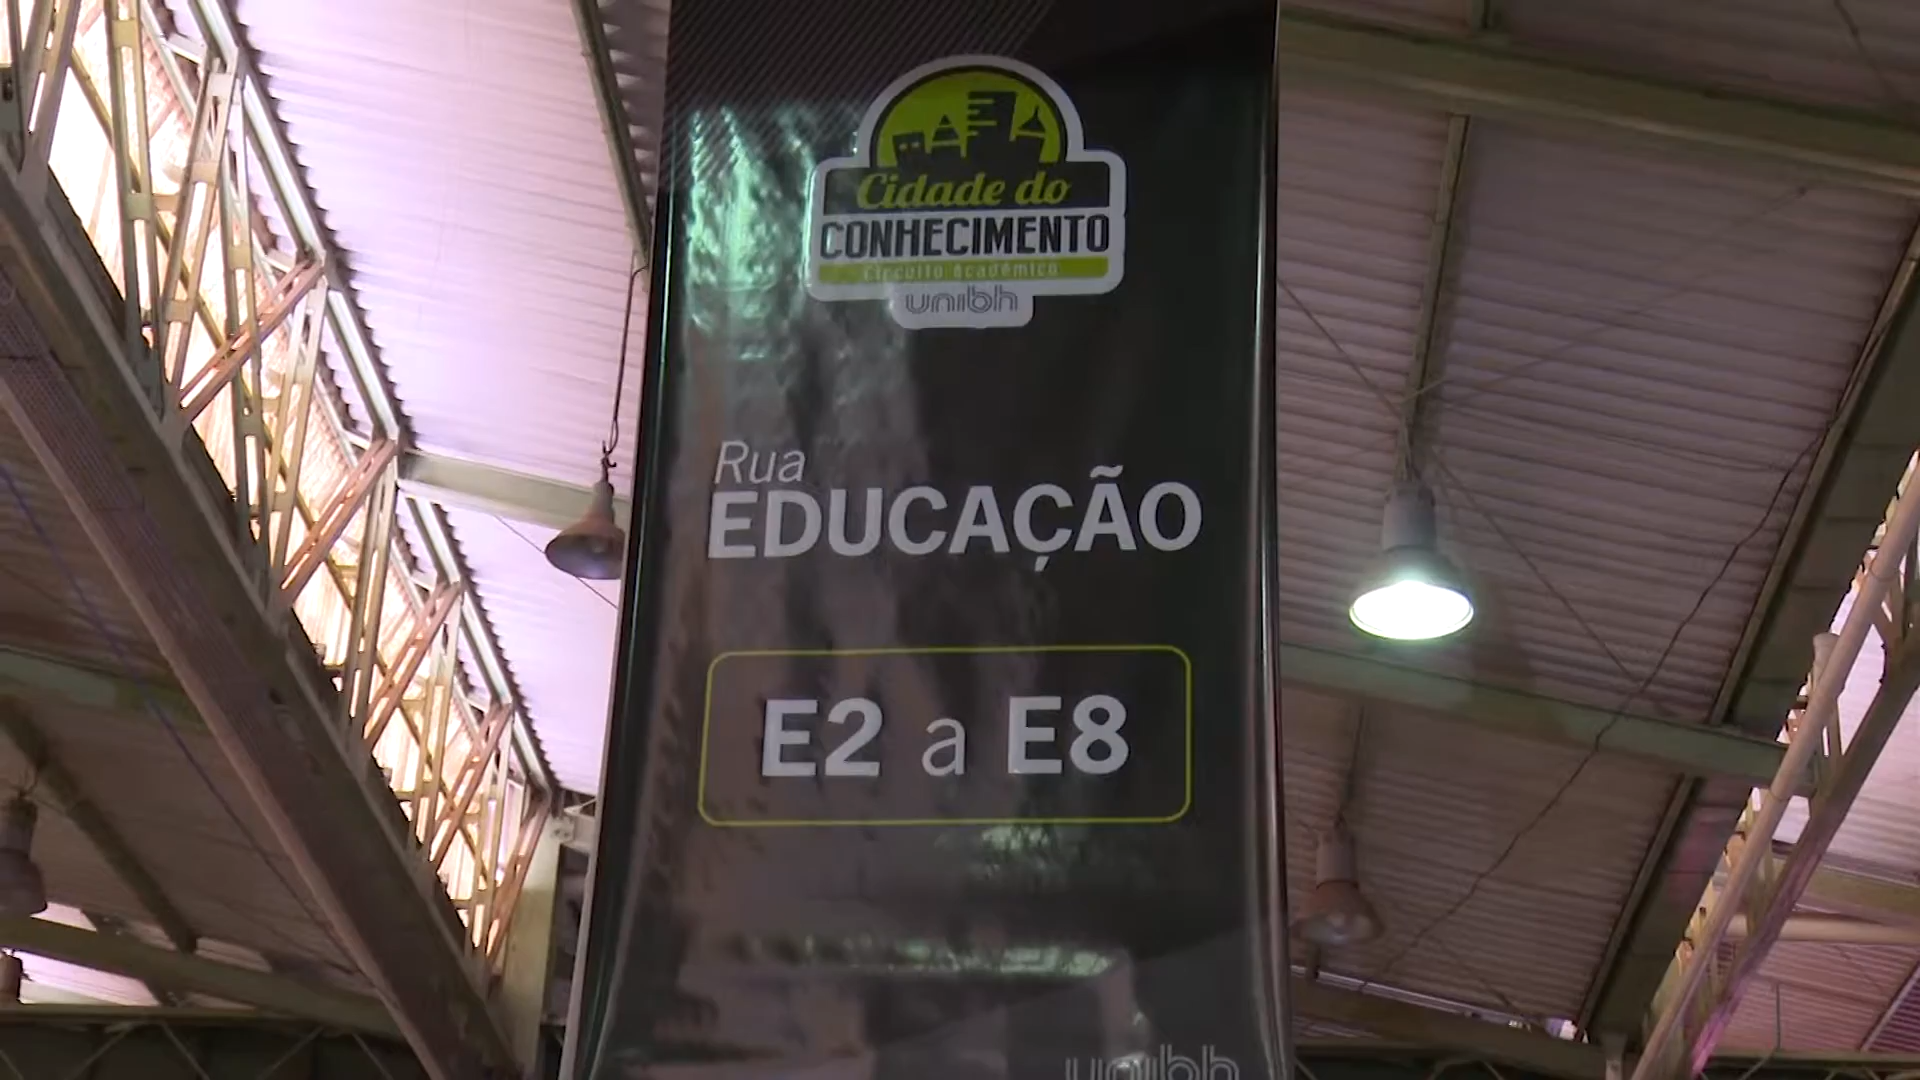 Cidade do
CONHECIMENTO
Circuito Acadêmico
unibh
Rua
EDUCAÇÃO
E2 a E8
unibh